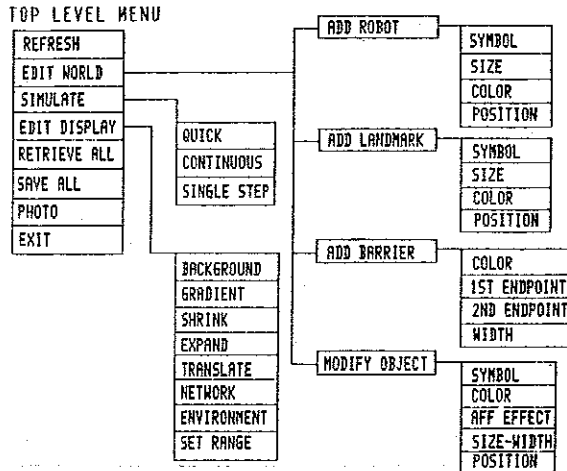 TOP LEVEL MENU
REFRESH
EDIT WORLD
SIMULATE
EDIT DISPLAY
RETRIEVE ALL
SAVE ALL
PHOTO
EXIT
QUICK
CONTINUOUS
SINGLE STEP
BACKGROUND
GRADIENT
SHRINK
EXPAND
TRANSLATE
NETWORK
ENVIRONMENT
SET RANGE
ADD ROBOT
SYMBOL
SIZE
COLOR
POSITION
ADD LANDMARK
SYMBOL
SIZE
COLOR
POSITION
ADD BARRIER
COLOR
1ST ENDPOINT
2ND ENDPOINT
WIDTH
MODIFY OBJECT
SYMBOL
COLOR
AFF EFFECT
SIZE-WIDTH
POSITION